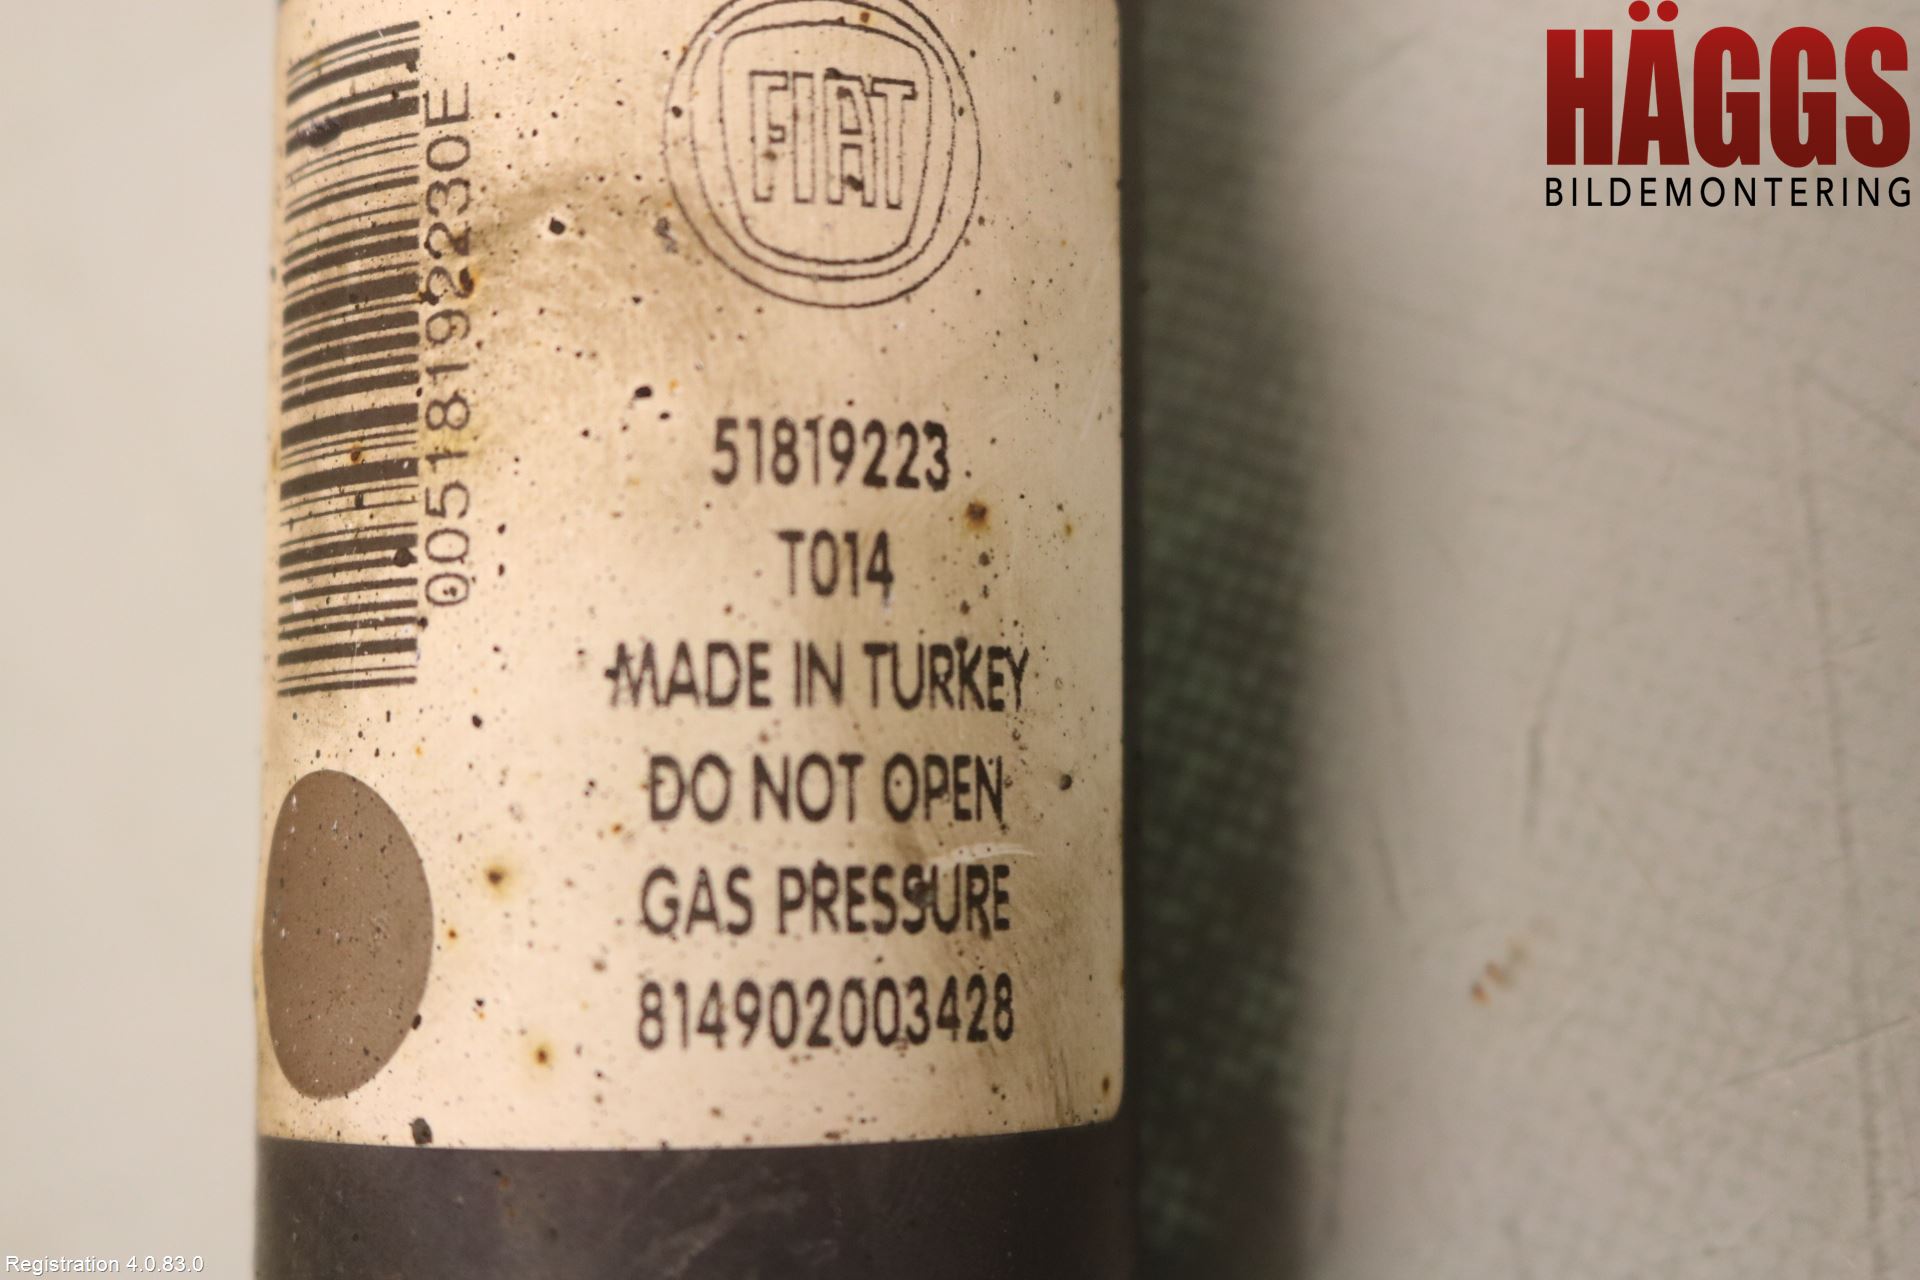 HÄGGS
BILDEMONTERING
FIAT
00518192230E
51819223
T014
MADE IN TURKEY
DO NOT OPEN
GAS PRESSURE
814902003428
Registration 4.0.83.0